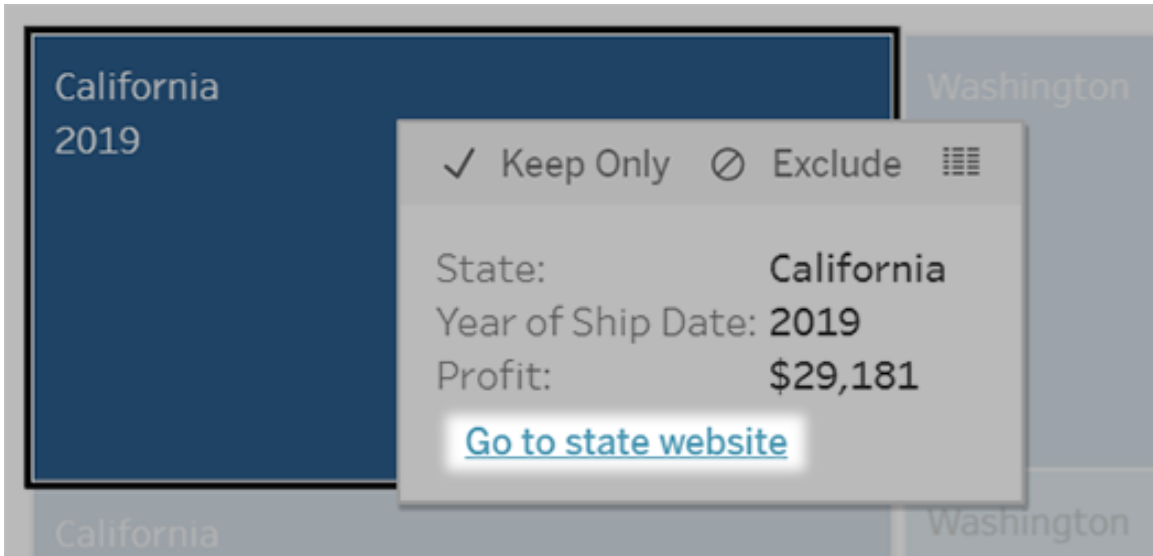 California
2019
Washington
Keep Only Exclude
State: California
Year of Ship Date: 2019
Profit: $29,181
Go to state website
California
Washington